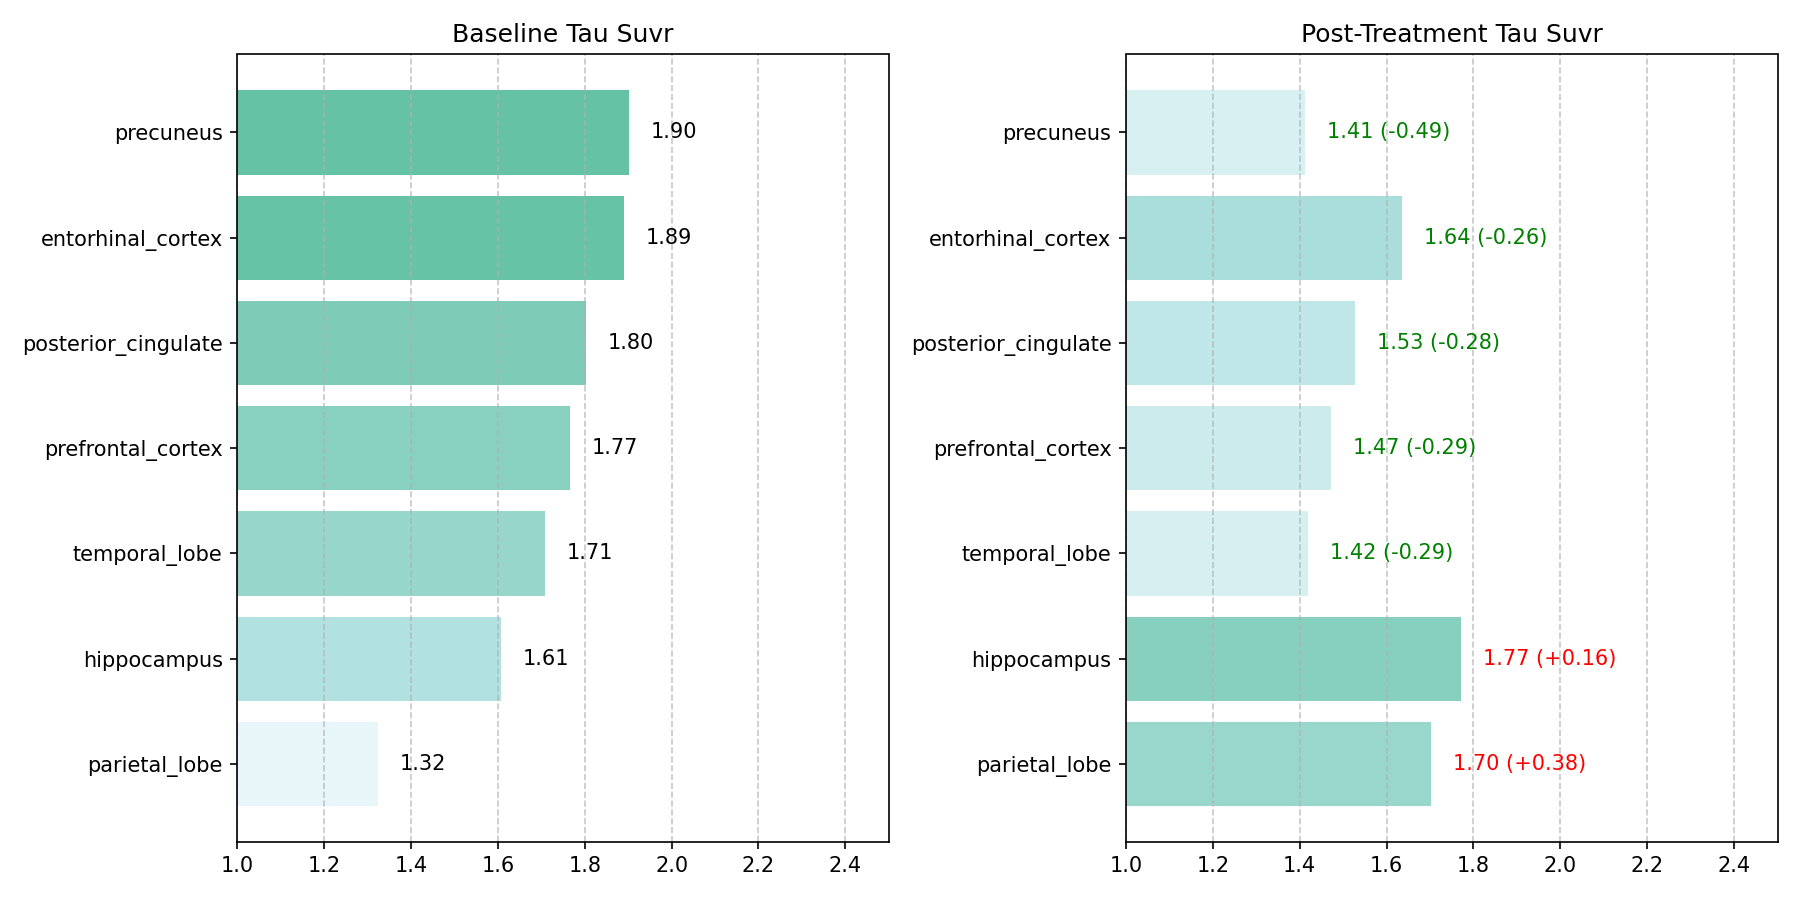 Baseline Tau Suvr
precuneus
1.90
entorhinal_cortex
1.89
posterior_cingulate
1.80
prefrontal_cortex
1.77
temporal_lobe
1.71
hippocampus
1.61
parietal_lobe
1.32
1.0 1.2 1.4 1.6 1.8 2.0 2.2 2.4
Post-Treatment Tau Suvr
precuneus
1.41 (-0.49)
entorhinal_cortex
1.64 (-0.26)
posterior_cingulate
1.53 (-0.28)
prefrontal_cortex
1.47 (-0.29)
temporal_lobe
1.42 (-0.29)
hippocampus
1.77 (+0.16)
parietal_lobe
1.70 (+0.38)
1.0 1.2 1.4 1.6 1.8 2.0 2.2 2.4